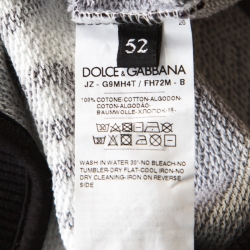 52
DOLCE & GABBANA
JZ - G9MH4T / FH72M - B
100% COTONE-COTTON-ALGODON
COTTON-ALGODÃO
BAUMWOLLE-ХЛОПОК
WASH IN WATER 30°-NO BLEACH-NO
TUMBLER-DRY FLAT-COOL IRON-NO
DRY CLEANING-IRON ON REVERSE
SIDE